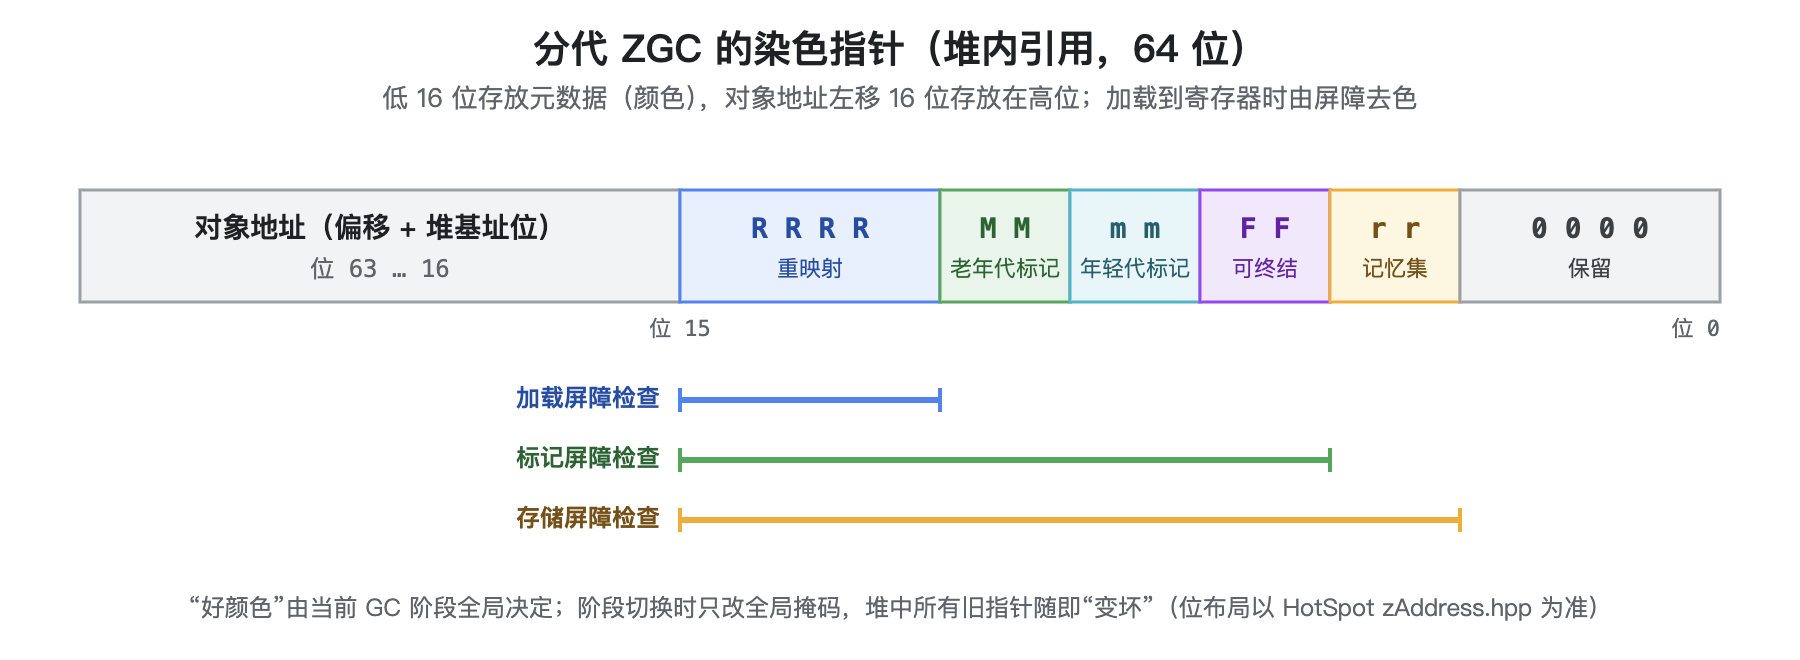 分代 ZGC 的染色指针（堆内引用，64 位）
低 16 位存放元数据（颜色），对象地址左移 16 位存放在高位；加载到寄存器时由屏障去色
对象地址（偏移 + 堆基址位） R R R R M M m m F F r r 0 0 0 0
位 63 … 16 重映射 老年代标记 年轻代标记 可终结 记忆集 保留
位 15 位 0
加载屏障检查
标记屏障检查
存储屏障检查
“好颜色”由当前 GC 阶段全局决定；阶段切换时只改全局掩码，堆中所有旧指针随即“变坏”（位布局以 HotSpot zAddress.hpp 为准）